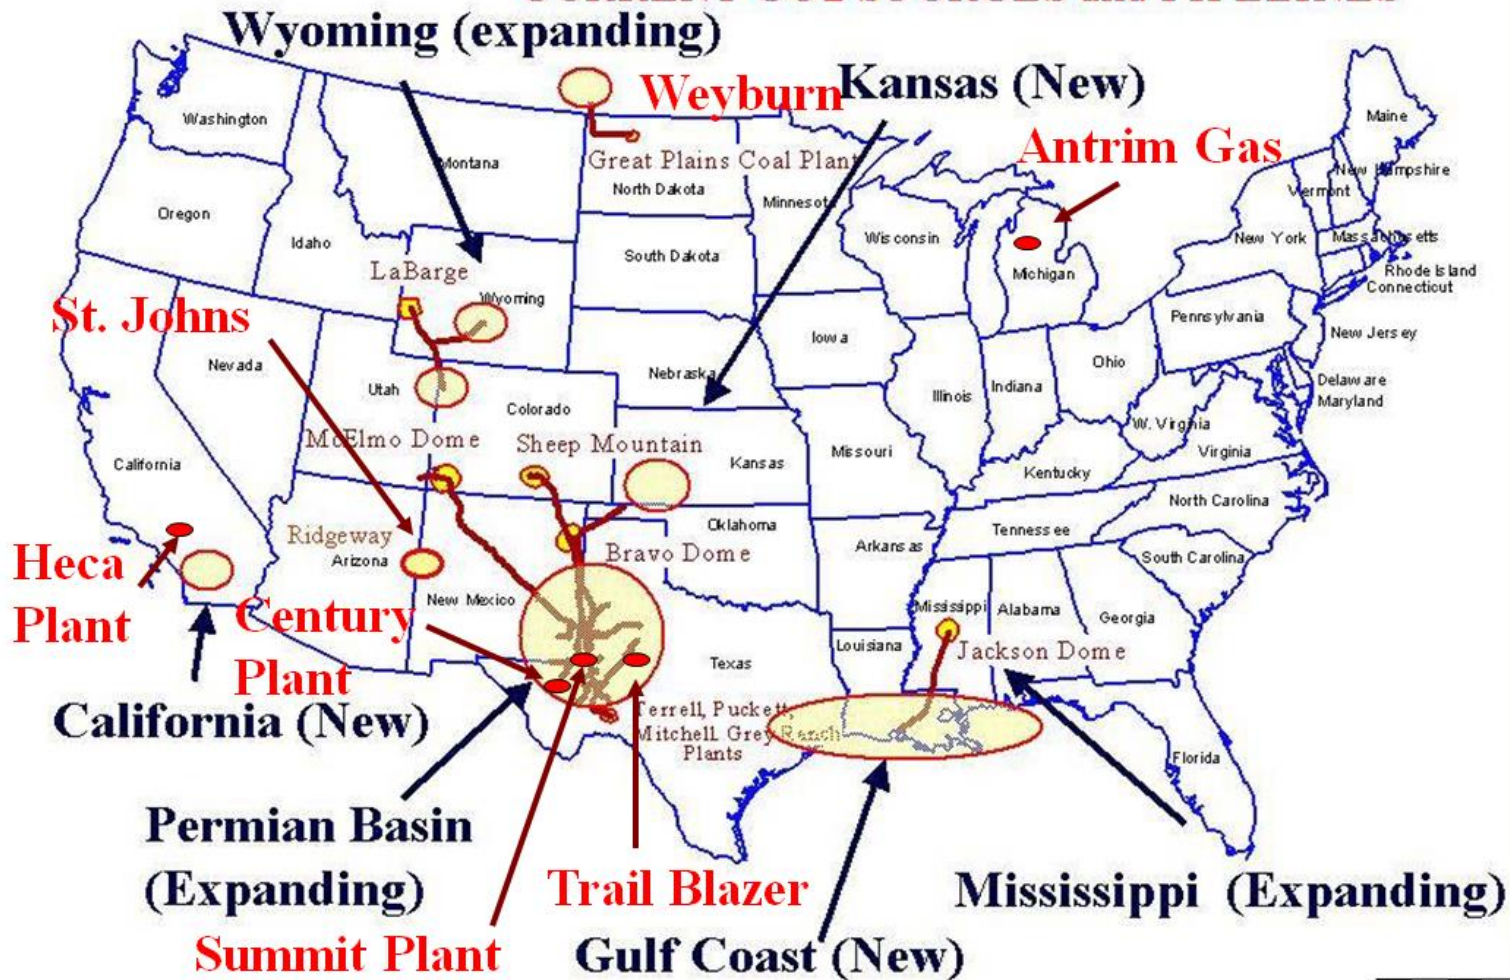 Wyoming (expanding)
Weyburn
Kansas (New)
Antrim Gas
Washington
Montana
Great Plains Coal Plant
North Dakota
Minnesot
Maine
New Hampshire
Vermont
Oregon
Idaho
South Dakota
Wisconsin
New York
Massachusetts
Michigan
Rhode Island
Connecticut
LaBarge
Wyoming
St. Johns
Pennsylvania
New Jersey
Iowa
Ohio
Nevada
Utah
Nebraska
Illinois
Indiana
Delaware
Maryland
Colorado
W. Virginia
Virginia
McElmo Dome
Sheep Mountain
California
Kansas
Missouri
Kentucky
North Carolina
Ridgeway
Arizona
Oklahoma
Tennessee
Bravo Dome
Arkansas
South Carolina
Heca
Plant
New Mexico
Mississippi
Alabama
Georgia
Century
Plant
Texas
Louisiana
Jackson Dome
California (New)
Terrell, Puckett,
Mitchell Grey Ranch
Plants
Florida
Permian Basin
(Expanding)
Trail Blazer
Mississippi (Expanding)
Summit Plant
Gulf Coast (New)